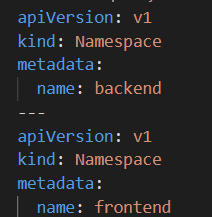 apiVersion: v1
kind: Namespace
metadata:
  name: backend
---
apiVersion: v1
kind: Namespace
metadata:
  name: frontend